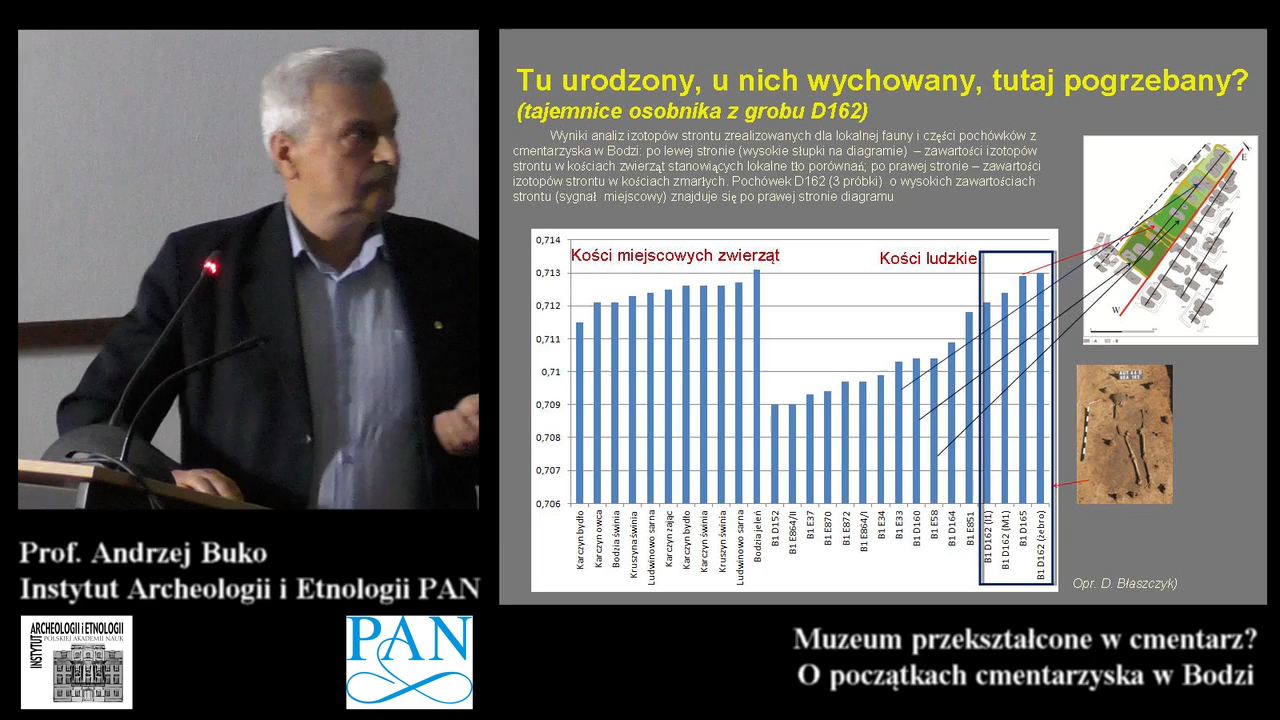 Tu urodzony, u nich wychowany, tutaj pogrzebany?
(tajemnice osobnika z grobu D162)
Wyniki analiz izotopów strontu zrealizowanych dla lokalnej fauny i części pochówków z
cmentarzyska w Bodzi: po lewej stronie (wysokie słupki na diagramie) – zawartości izotopów
strontu w kościach zwierząt stanowiących lokalne tło porównań; po prawej stronie – zawartości
izotopów strontu w kościach zmarłych. Pochówek D162 (3 próbki) o wysokich zawartościach
strontu (sygnał miejscowy) znajduje się po prawej stronie diagramu
Kości miejscowych zwierząt
Kości ludzkie
0,714
0,713
0,712
0,711
0,71
0,709
0,708
0,707
0,706
Karczyn bydło
Karczyn owca
Bodzia świnia
Kruszyna świnia
Ludwinowo sarna
Karczyn zając
Karczyn bydło
Karczyn świnia
Kruszyn świnia
Ludwinowo sarna
Bodzia jeleń
B1 D152
B1 E864/II
B1 E37
B1 E870
B1 E872
B1 E864/I
B1 E34
B1 E33
B1 D160
B1 E58
B1 D164
B1 E851
B1 D162 (I1)
B1 D162 (M1)
B1 D165
B1 D162 (żebro)
E
W
Opr. D. Błaszczyk)
Prof. Andrzej Buko
Instytut Archeologii i Etnologii PAN
INSTYTUT
ARCHEOLOGII i ETNOLOGII
POLSKIEJ AKADEMII NAUK
PAN
Muzeum przekształcone w cmentarz?
O początkach cmentarzyska w Bodzi